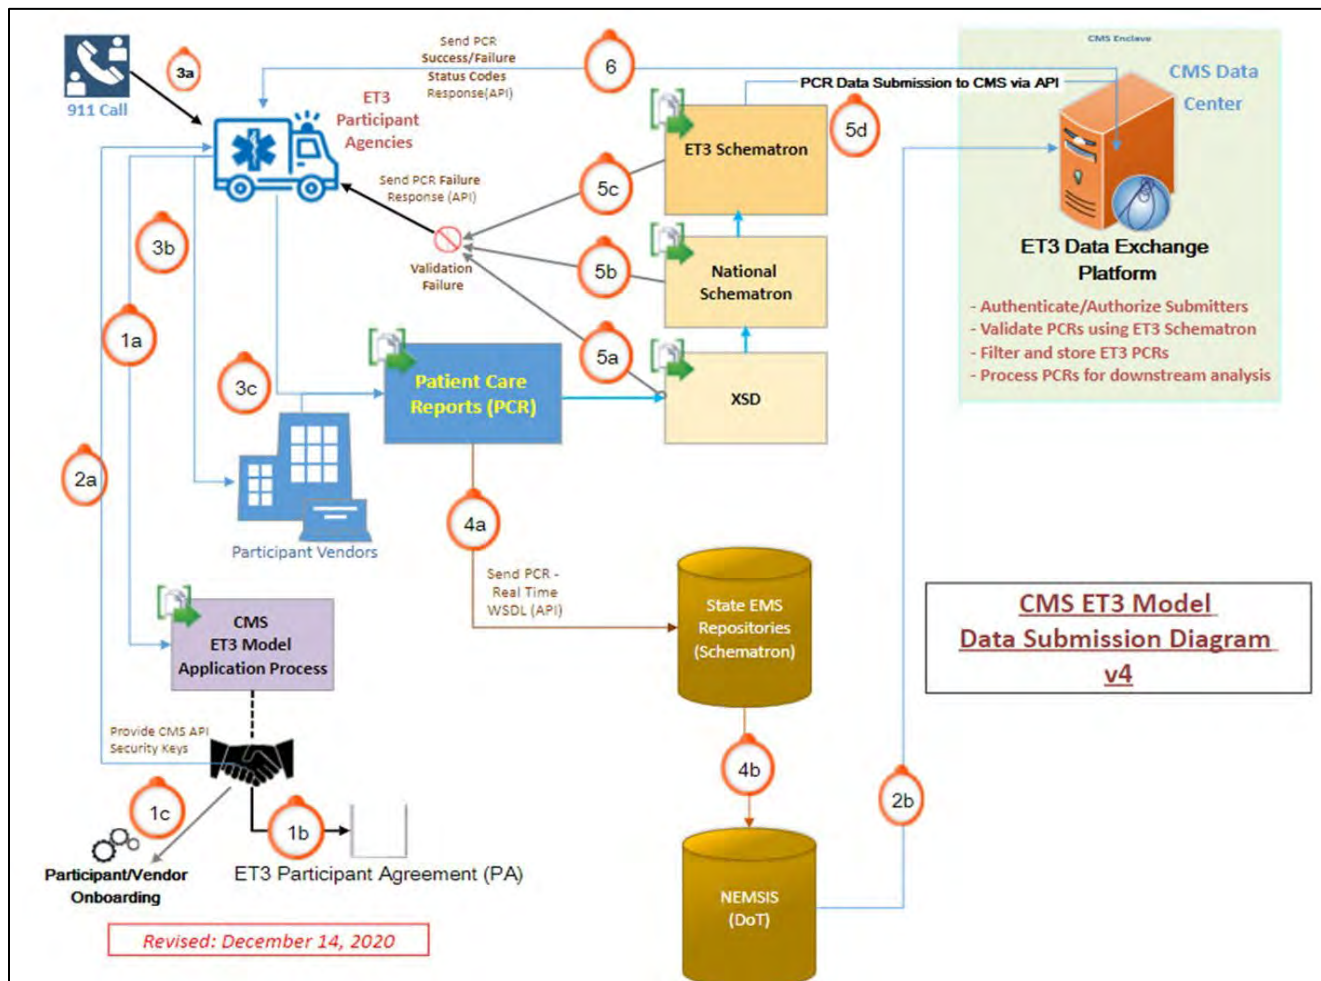 911 Call
3a
Send PCR
Success/Failure
Status Codes
Response(API)
6
ET3
Participant
Agencies
Send PCR Failure
Response (API)
PCR Data Submission to CMS via API
ET3 Schematron
5d
5c
CMS Enclave
CMS Data
Center
ET3 Data Exchange
Platform
- Authenticate/Authorize Submitters
- Validate PCRs using ET3 Schematron
- Filter and store ET3 PCRs
- Process PCRs for downstream analysis
3b
Validation
Failure
5b
National
Schematron
1a
5a
XSD
3c
Patient Care
Reports (PCR)
2a
Participant Vendors
4a
Send PCR -
Real Time
WSDL (API)
State EMS
Repositories
(Schematron)
CMS ET3 Model
Data Submission Diagram
v4
CMS
ET3 Model
Application Process
Provide CMS API
Security Keys
4b
2b
1c
1b
Participant/Vendor
Onboarding
ET3 Participant Agreement (PA)
NEMSIS
(DoT)
Revised: December 14, 2020